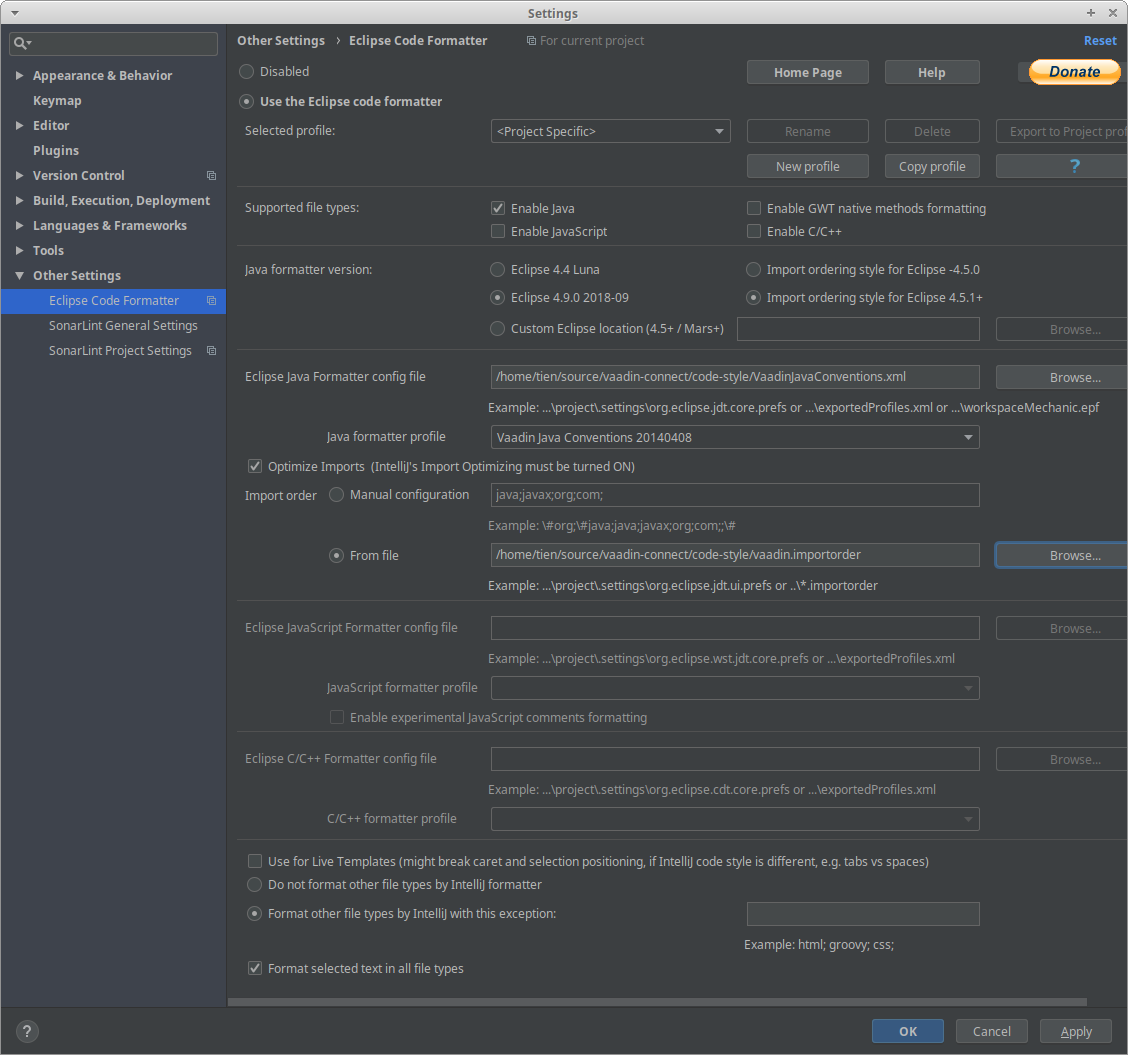 Settings
Other Settings › Eclipse Code Formatter For current project Reset
Appearance & Behavior
Keymap
Editor
Plugins
Version Control
Build, Execution, Deployment
Languages & Frameworks
Tools
Other Settings
Eclipse Code Formatter
SonarLint General Settings
SonarLint Project Settings
Disabled Home Page Help Donate
Use the Eclipse code formatter
Selected profile: <Project Specific> Rename Delete Export to Project prof
New profile Copy profile ?
Supported file types: Enable Java Enable GWT native methods formatting
Enable JavaScript Enable C/C++
Java formatter version: Eclipse 4.4 Luna Import ordering style for Eclipse -4.5.0
Eclipse 4.9.0 2018-09 Import ordering style for Eclipse 4.5.1+
Custom Eclipse location (4.5+ / Mars+) Browse...
Eclipse Java Formatter config file /home/tien/source/vaadin-connect/code-style/VaadinJavaConventions.xml Browse...
Example: ...\project\.settings\org.eclipse.jdt.core.prefs or ...\exportedProfiles.xml or ...\workspaceMechanic.epf
Java formatter profile Vaadin Java Conventions 20140408
Optimize Imports (IntelliJ's Import Optimizing must be turned ON)
Import order Manual configuration java;javax;org;com;
Example: \#org;\#java;java;javax;org;com;;\#
From file /home/tien/source/vaadin-connect/code-style/vaadin.importorder Browse...
Example: ...\project\.settings\org.eclipse.jdt.ui.prefs or ..\*.importorder
Eclipse JavaScript Formatter config file Browse...
Example: ...\project\.settings\org.eclipse.wst.jdt.core.prefs or ...\exportedProfiles.xml
JavaScript formatter profile
Enable experimental JavaScript comments formatting
Eclipse C/C++ Formatter config file Browse...
Example: ...\project\.settings\org.eclipse.cdt.core.prefs or ...\exportedProfiles.xml
C/C++ formatter profile
Use for Live Templates (might break caret and selection positioning, if IntelliJ code style is different, e.g. tabs vs spaces)
Do not format other file types by IntelliJ formatter
Format other file types by IntelliJ with this exception:
Example: html; groovy; css;
Format selected text in all file types
? OK Cancel Apply